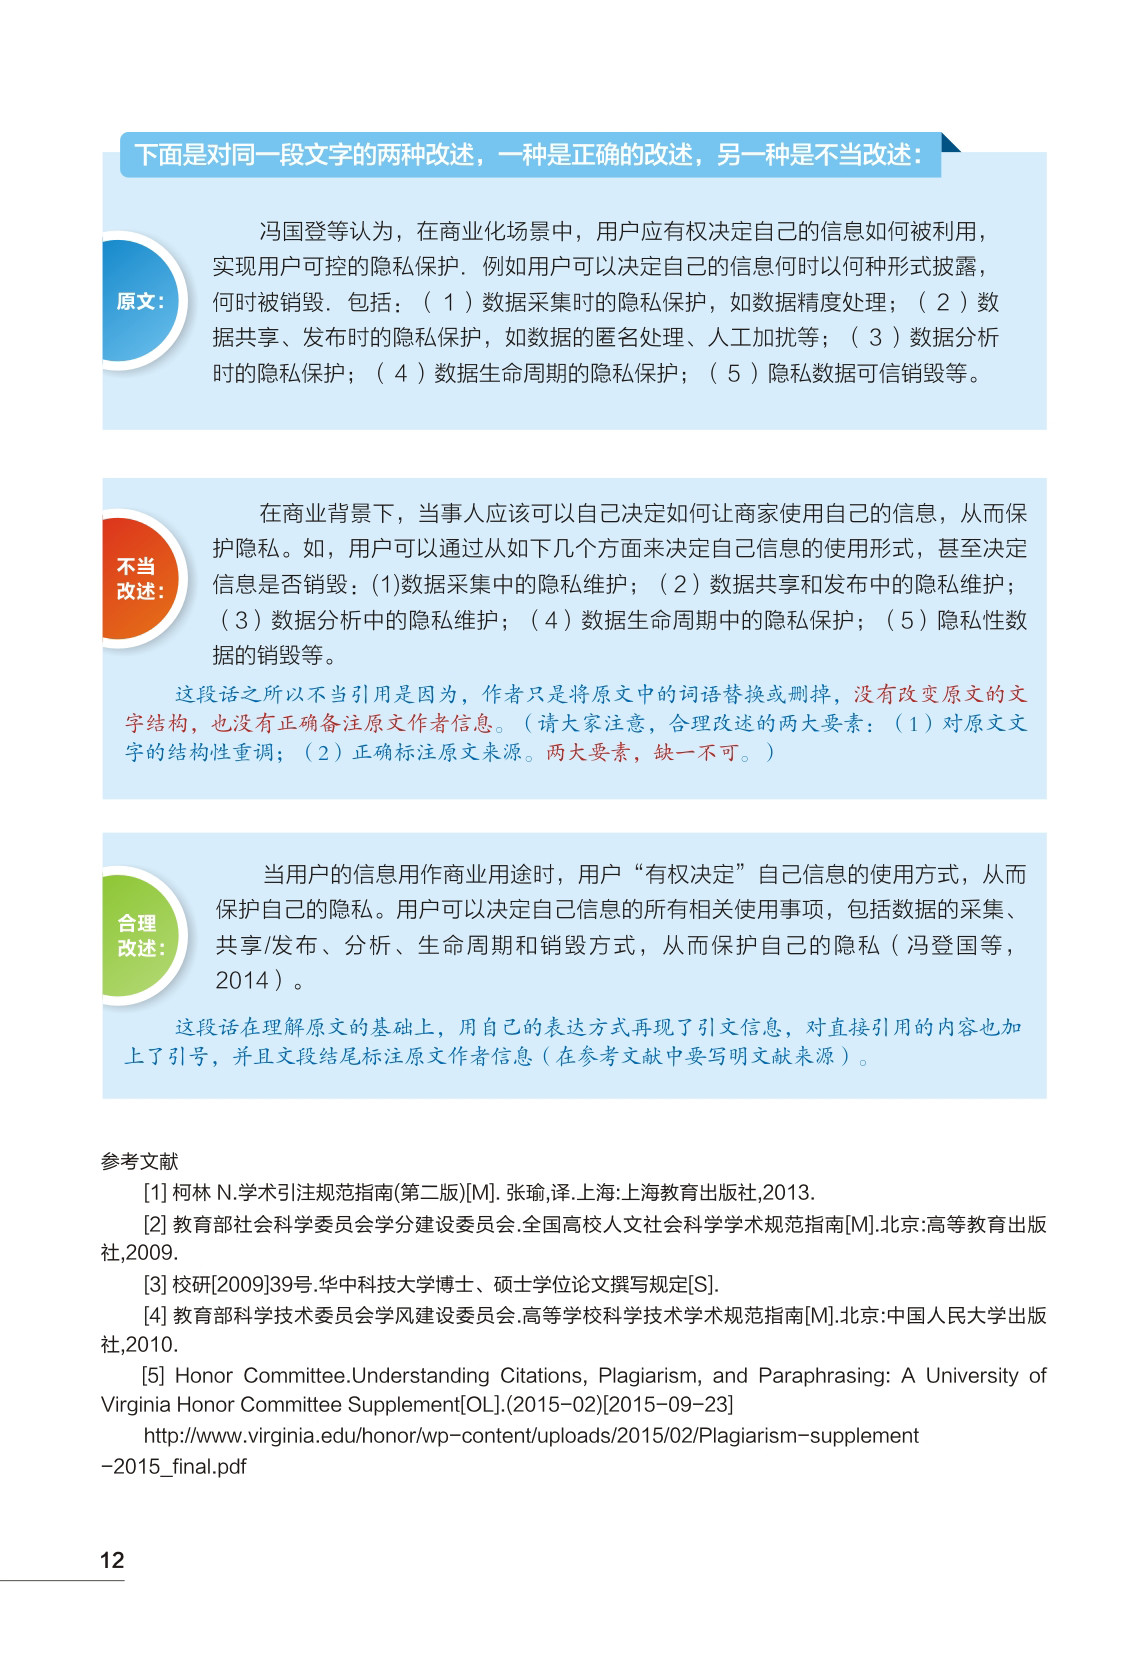 下面是对同一段文字的两种改述，一种是正确的改述，另一种是不当改述：
原文：
冯国登等认为，在商业化场景中，用户应有权决定自己的信息如何被利用，
实现用户可控的隐私保护．例如用户可以决定自己的信息何时以何种形式披露，
何时被销毁．包括：（1）数据采集时的隐私保护，如数据精度处理；（2）数
据共享、发布时的隐私保护，如数据的匿名处理、人工加扰等；（3）数据分析
时的隐私保护；（4）数据生命周期的隐私保护；（5）隐私数据可信销毁等。
不当
改述：
在商业背景下，当事人应该可以自己决定如何让商家使用自己的信息，从而保
护隐私。如，用户可以通过从如下几个方面来决定自己信息的使用形式，甚至决定
信息是否销毁：(1)数据采集中的隐私维护；（2）数据共享和发布中的隐私维护；
（3）数据分析中的隐私维护；（4）数据生命周期中的隐私保护；（5）隐私性数
据的销毁等。
这段话之所以不当引用是因为，作者只是将原文中的词语替换或删掉，没有改变原文的文
字结构，也没有正确备注原文作者信息。（请大家注意，合理改述的两大要素：（1）对原文文
字的结构性重调；（2）正确标注原文来源。两大要素，缺一不可。）
合理
改述：
当用户的信息用作商业用途时，用户“有权决定”自己信息的使用方式，从而
保护自己的隐私。用户可以决定自己信息的所有相关使用事项，包括数据的采集、
共享/发布、分析、生命周期和销毁方式，从而保护自己的隐私（冯登国等，
2014）。
这段话在理解原文的基础上，用自己的表达方式再现了引文信息，对直接引用的内容也加
上了引号，并且文段结尾标注原文作者信息（在参考文献中要写明文献来源）。
参考文献
[1] 柯林 N.学术引注规范指南(第二版)[M]. 张瑜,译.上海:上海教育出版社,2013.
[2] 教育部社会科学委员会学分建设委员会.全国高校人文社会科学学术规范指南[M].北京:高等教育出版
社,2009.
[3] 校研[2009]39号.华中科技大学博士、硕士学位论文撰写规定[S].
[4] 教育部科学技术委员会学风建设委员会.高等学校科学技术学术规范指南[M].北京:中国人民大学出版
社,2010.
[5] Honor Committee.Understanding Citations, Plagiarism, and Paraphrasing: A University of
Virginia Honor Committee Supplement[OL].(2015-02)[2015-09-23]
http://www.virginia.edu/honor/wp-content/uploads/2015/02/Plagiarism-supplement
-2015_final.pdf
12